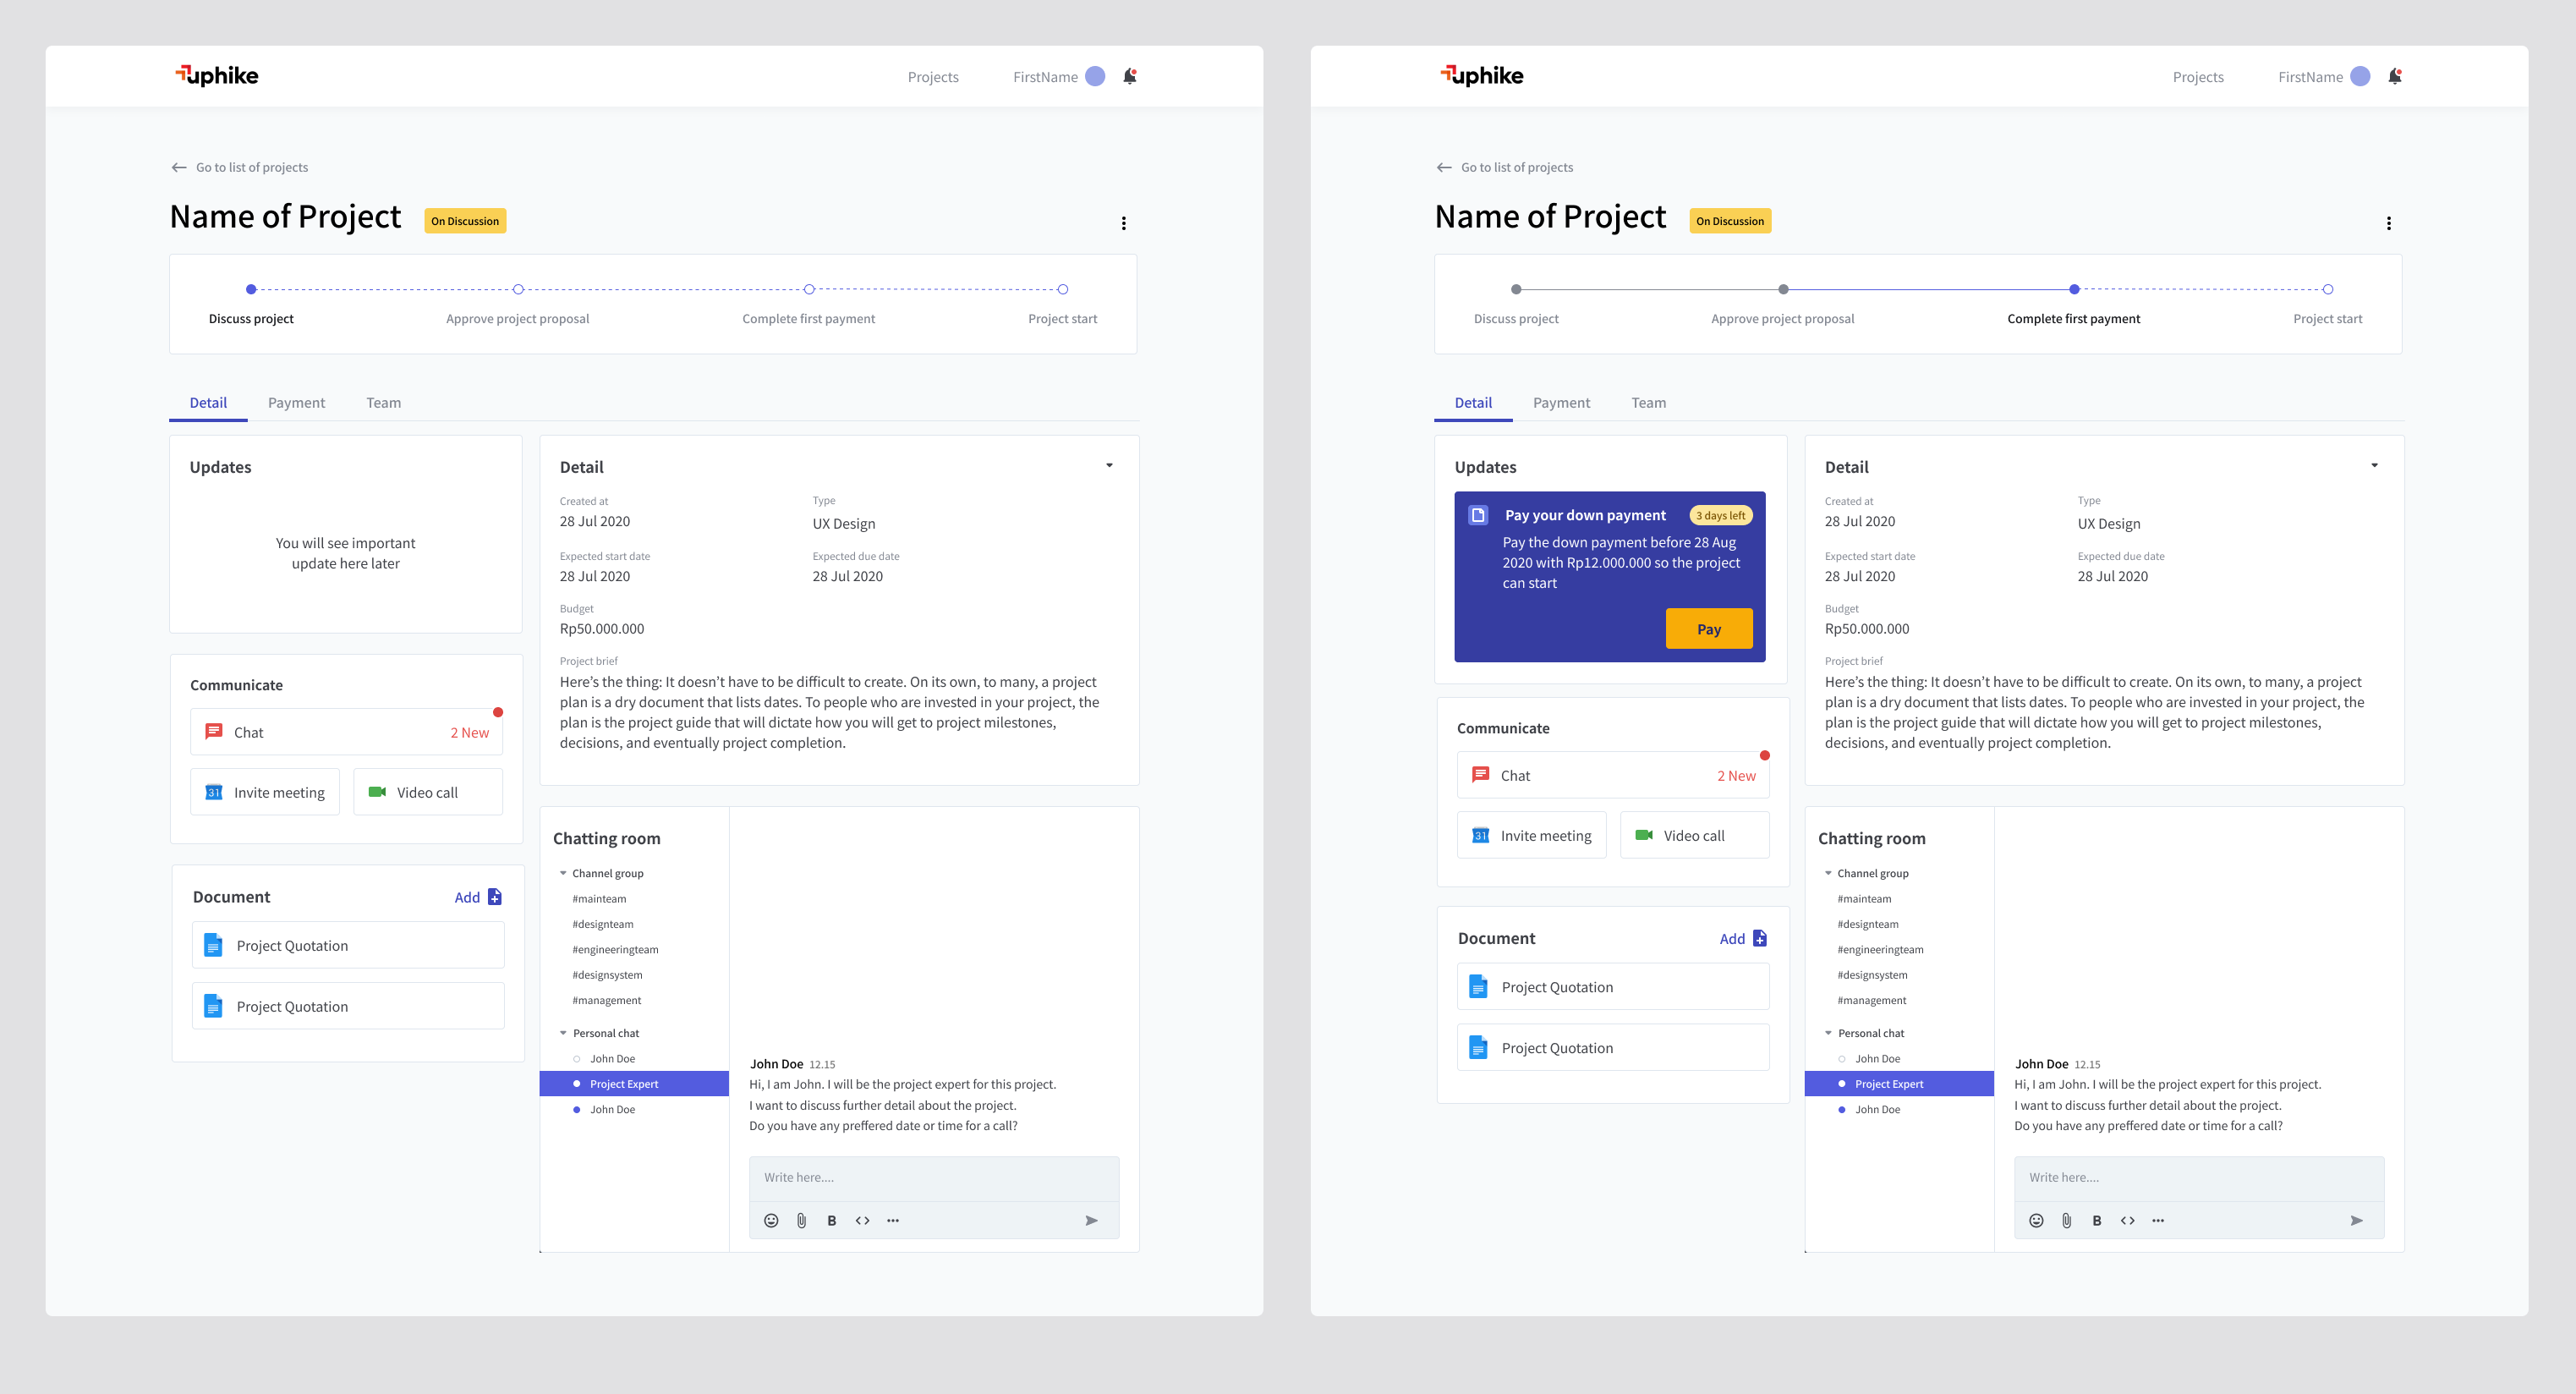 uphike
Projects
FirstName
Go to list of projects
Name of Project
On Discussion
Discuss project
Approve project proposal
Complete first payment
Project start
Detail
Payment
Team
Updates
You will see important
update here later
Communicate
Chat
2 New
Invite meeting
Video call
Document
Add
Project Quotation
Project Quotation
Detail
Created at
28 Jul 2020
Type
UX Design
Expected start date
28 Jul 2020
Expected due date
28 Jul 2020
Budget
Rp50.000.000
Project brief
Here’s the thing: It doesn’t have to be difficult to create. On its own, to many, a project
plan is a dry document that lists dates. To people who are invested in your project, the
plan is the project guide that will dictate how you will get to project milestones,
decisions, and eventually project completion.
Chatting room
Channel group
#mainteam
#designteam
#engineeringteam
#designsystem
#management
Personal chat
John Doe
Project Expert
John Doe
John Doe 12.15
Hi, I am John. I will be the project expert for this project.
I want to discuss further detail about the project.
Do you have any preffered date or time for a call?
Write here....
B
uphike
Projects
FirstName
Go to list of projects
Name of Project
On Discussion
Discuss project
Approve project proposal
Complete first payment
Project start
Detail
Payment
Team
Updates
Pay your down payment
3 days left
Pay the down payment before 28 Aug
2020 with Rp12.000.000 so the project
can start
Pay
Communicate
Chat
2 New
31
Invite meeting
Video call
Document
Add
Project Quotation
Project Quotation
Detail
Created at
28 Jul 2020
Type
UX Design
Expected start date
28 Jul 2020
Expected due date
28 Jul 2020
Budget
Rp50.000.000
Project brief
Here’s the thing: It doesn’t have to be difficult to create. On its own, to many, a project
plan is a dry document that lists dates. To people who are invested in your project, the
plan is the project guide that will dictate how you will get to project milestones,
decisions, and eventually project completion.
Chatting room
Channel group
#mainteam
#designteam
#engineeringteam
#designsystem
#management
Personal chat
John Doe
Project Expert
John Doe
John Doe 12.15
Hi, I am John. I will be the project expert for this project.
I want to discuss further detail about the project.
Do you have any preffered date or time for a call?
Write here....
B